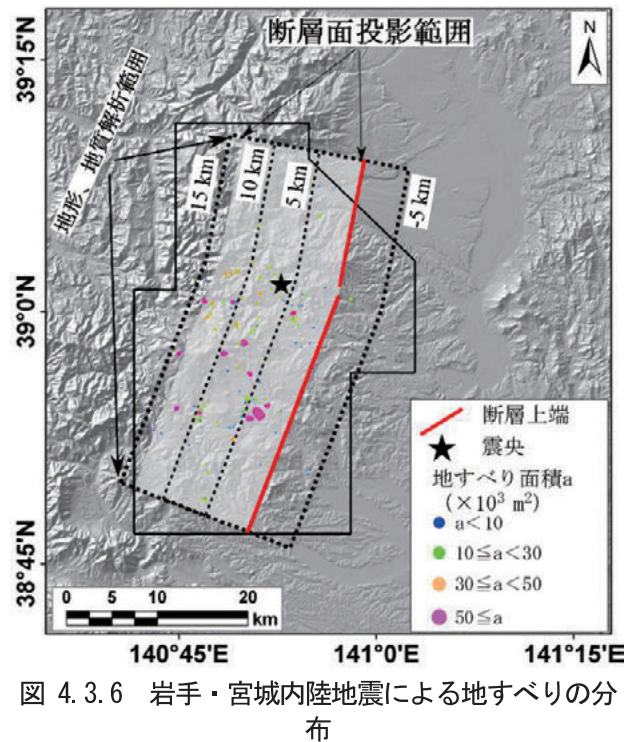 断層面投影範囲
N
39°15'N
39°0'N
38°45'N
地形、地質解析範囲
15 km
10 km
5 km
-5 km
断層上端
震央
地すべり面積a
(×10³ m²)
a<10
10≦a<30
30≦a<50
50≦a
0 5 10 20
km
140°45'E
141°0'E
141°15'E
図 4.3.6 岩手・宮城内陸地震による地すべりの分
布